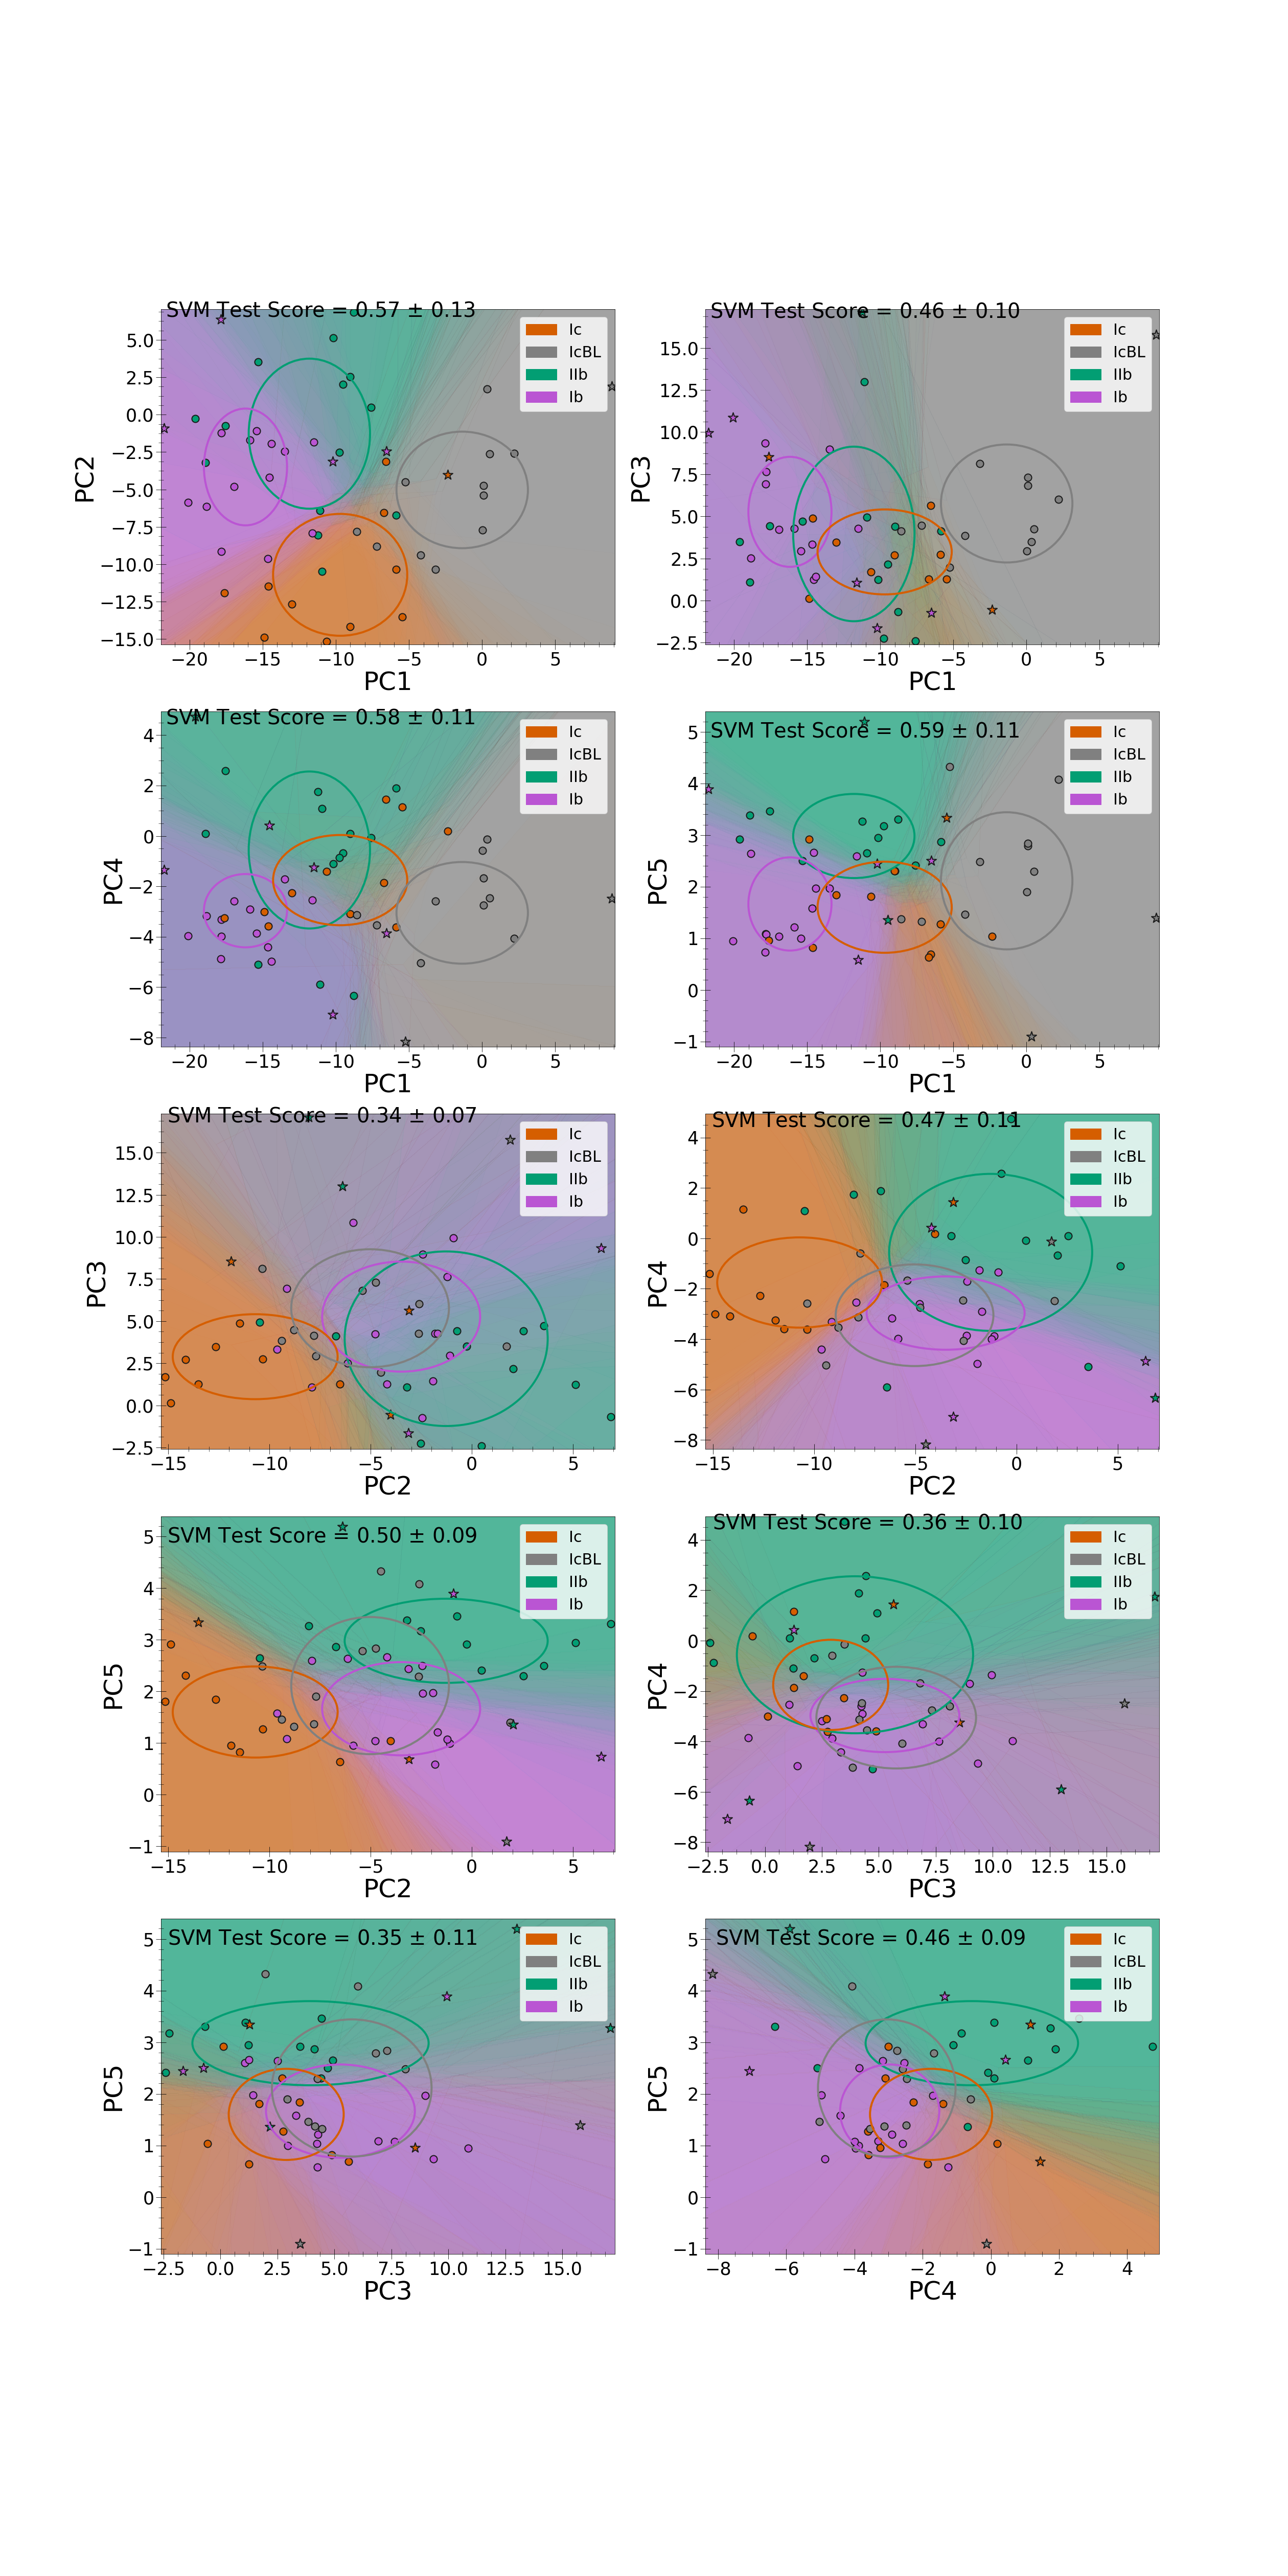 SVM Test Score = 0.57 ± 0.13
Ic
IcBL
IIb
Ib
PC2
5.0
2.5
0.0
−2.5
−5.0
−7.5
−10.0
−12.5
−15.0
−20 −15 −10 −5 0 5
PC1
SVM Test Score = 0.46 ± 0.10
Ic
IcBL
IIb
Ib
PC3
15.0
12.5
10.0
7.5
5.0
2.5
0.0
−2.5
−20 −15 −10 −5 0 5
PC1
SVM Test Score = 0.58 ± 0.11
Ic
IcBL
IIb
Ib
PC4
4
2
0
−2
−4
−6
−8
−20 −15 −10 −5 0 5
PC1
SVM Test Score = 0.59 ± 0.11
Ic
IcBL
IIb
Ib
PC5
5
4
3
2
1
0
−1
−20 −15 −10 −5 0 5
PC1
SVM Test Score = 0.34 ± 0.07
Ic
IcBL
IIb
Ib
PC3
15.0
12.5
10.0
7.5
5.0
2.5
0.0
−2.5
−15 −10 −5 0 5
PC2
SVM Test Score = 0.47 ± 0.11
Ic
IcBL
IIb
Ib
PC4
4
2
0
−2
−4
−6
−8
−15 −10 −5 0 5
PC2
SVM Test Score = 0.50 ± 0.09
Ic
IcBL
IIb
Ib
PC5
5
4
3
2
1
0
−1
−15 −10 −5 0 5
PC2
SVM Test Score = 0.36 ± 0.10
Ic
IcBL
IIb
Ib
PC4
4
2
0
−2
−4
−6
−8
−2.5 0.0 2.5 5.0 7.5 10.0 12.5 15.0
PC3
SVM Test Score = 0.35 ± 0.11
Ic
IcBL
IIb
Ib
PC5
5
4
3
2
1
0
−1
−2.5 0.0 2.5 5.0 7.5 10.0 12.5 15.0
PC3
SVM Test Score = 0.46 ± 0.09
Ic
IcBL
IIb
Ib
PC5
5
4
3
2
1
0
−1
−8 −6 −4 −2 0 2 4
PC4